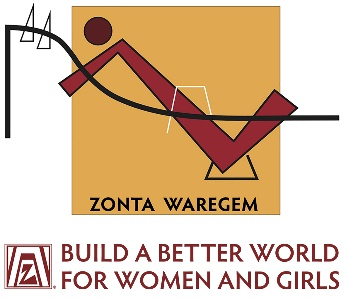 ZONTA WAREGEM
BUILD A BETTER WORLD
FOR WOMEN AND GIRLS